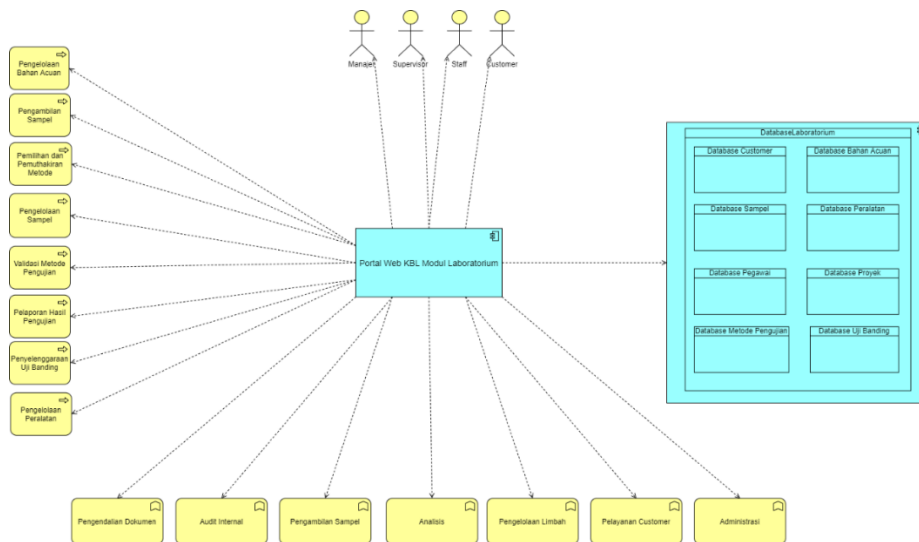 Manajer
Supervisor
Staff
Customer
Pengelolaan
Bahan Acuan
Pengambilan
Sampel
Pemilihan dan
Pemuthakiran
Metode
Pengelolaan
Sampel
Validasi Metode
Pengujian
Pelaporan Hasil
Pengujian
Penyelenggaraan
Uji Banding
Pengelolaan
Peralatan
Portal Web KBL Modul Laboratorium
DatabaseLaboratorium
Database Customer
Database Bahan Acuan
Database Sampel
Database Peralatan
Database Pegawai
Database Proyek
Database Metode Pengujian
Database Uji Banding
Pengendalian Dokumen
Audit Internal
Pengambilan Sampel
Analisis
Pengelolaan Limbah
Pelayanan Customer
Administrasi